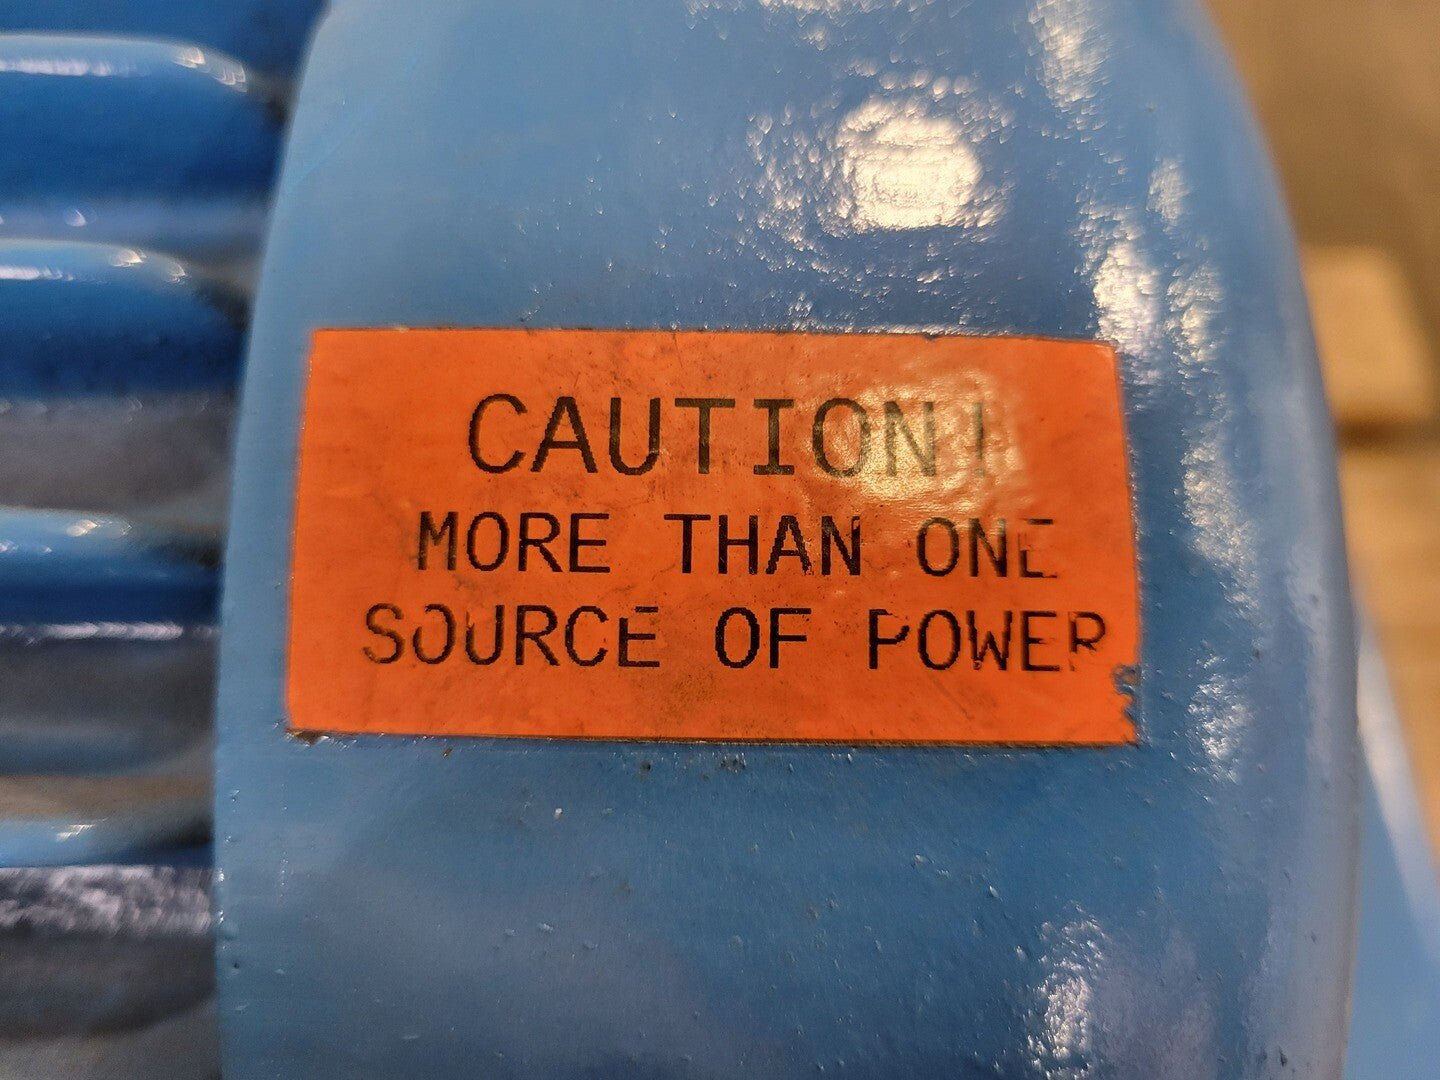 CAUTION!
MORE THAN ONE
SOURCE OF POWER